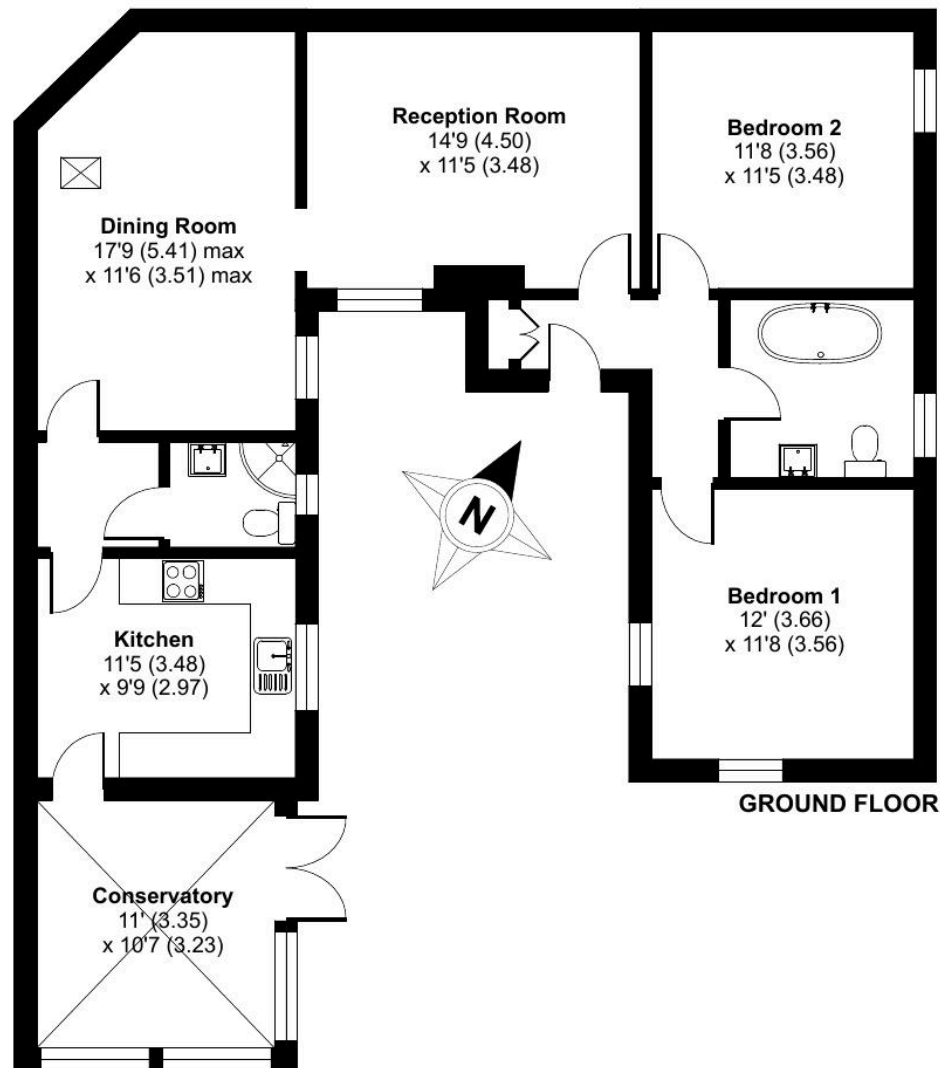 Reception Room
14'9 (4.50)
x 11'5 (3.48)
Bedroom 2
11'8 (3.56)
x 11'5 (3.48)
Dining Room
17'9 (5.41) max
x 11'6 (3.51) max
N
Bedroom 1
12' (3.66)
x 11'8 (3.56)
Kitchen
11'5 (3.48)
x 9'9 (2.97)
GROUND FLOOR
Conservatory
11' (3.35)
x 10'7 (3.23)